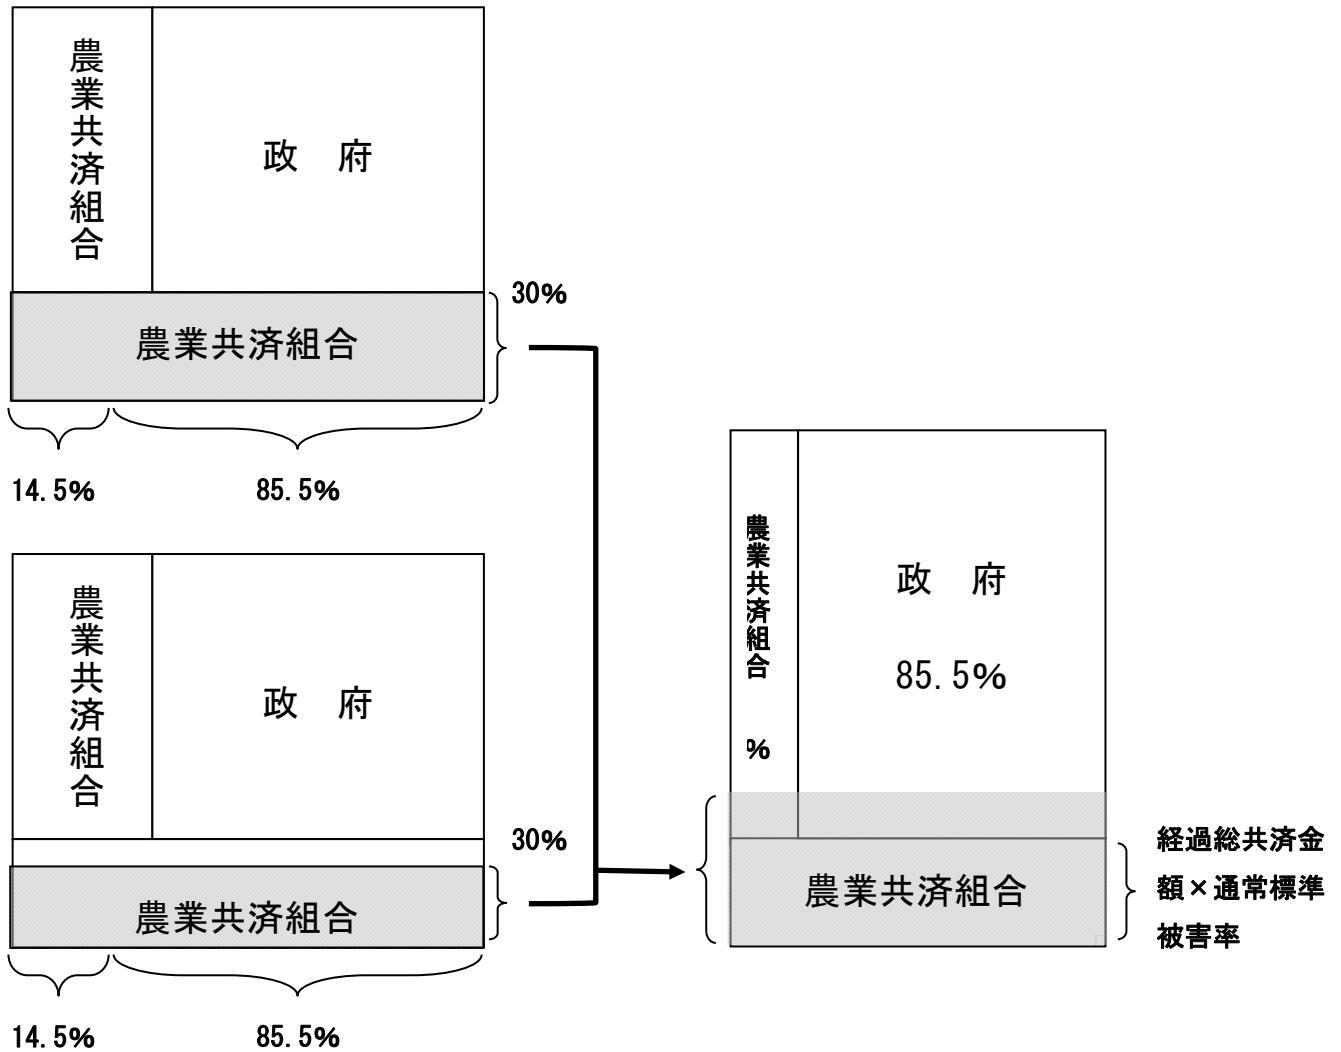 農業共済組合
政 府
30%
農業共済組合
14.5%
85.5%
農業共済組合
政 府
30%
農業共済組合
14.5%
85.5%
農業共済組合 %
政 府
85.5%
農業共済組合
経過総共済金
額×通常標準
被害率